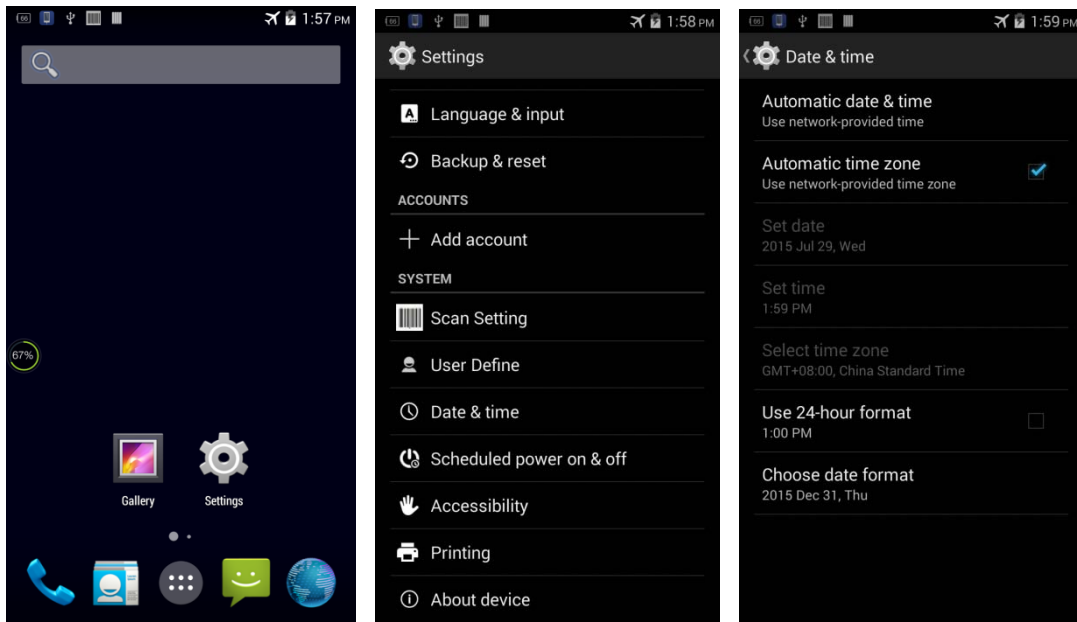 66
1:57 PM
67%
Gallery
Settings
66
1:58 PM
Settings
A
Language & input
Backup & reset
ACCOUNTS
Add account
SYSTEM
Scan Setting
User Define
Date & time
Scheduled power on & off
Accessibility
Printing
About device
66
1:59 PM
Date & time
Automatic date & time
Use network-provided time
Automatic time zone
Use network-provided time zone
Set date
2015 Jul 29, Wed
Set time
1:59 PM
Select time zone
GMT+08:00, China Standard Time
Use 24-hour format
1:00 PM
Choose date format
2015 Dec 31, Thu